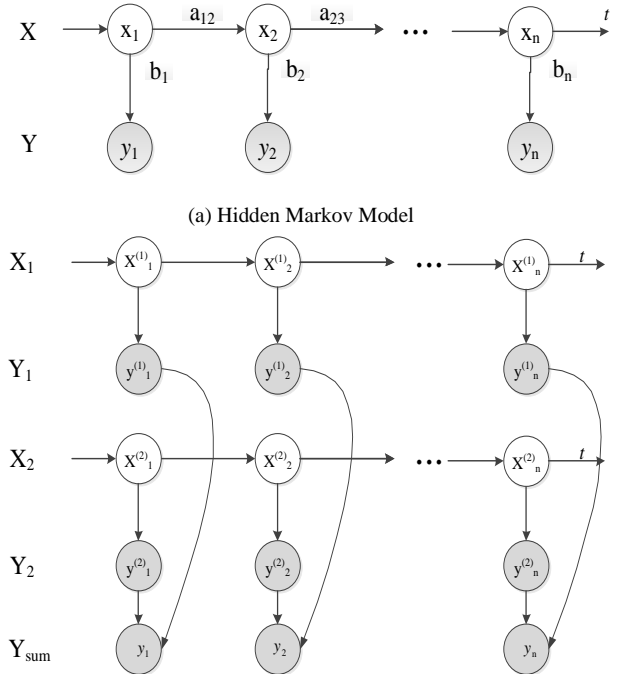 X x₁ a₁₂ x₂ a₂₃ ... xₙ t
b₁ b₂ bₙ
Y y₁ y₂ yₙ
(a) Hidden Markov Model
X₁ X⁽¹⁾₁ X⁽¹⁾₂ ... X⁽¹⁾ₙ t
Y₁ y⁽¹⁾₁ y⁽¹⁾₂ y⁽¹⁾ₙ
X₂ X⁽²⁾₁ X⁽²⁾₂ ... X⁽²⁾ₙ t
Y₂ y⁽²⁾₁ y⁽²⁾₂ y⁽²⁾ₙ
Y_sum y₁ y₂ yₙ